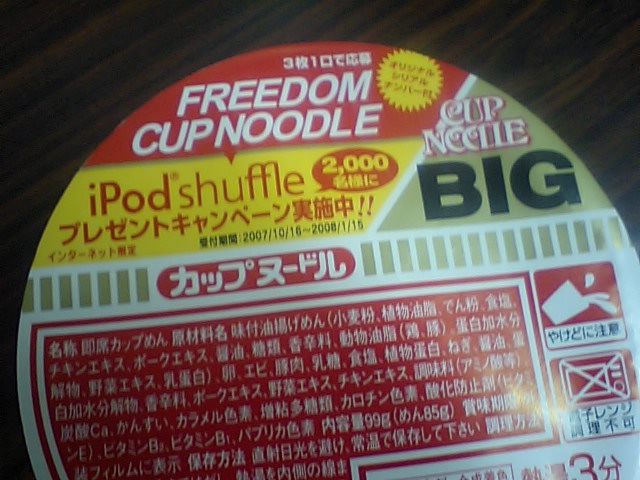 3枚1口で応募
オリジナル
シリアル
ナンバー付
FREEDOM
CUP NOODLE
CUP
NOODLE
BIG
iPod® shuffle
2,000
名様に
プレゼントキャンペーン実施中!!
インターネット限定
受付期間:2007/10/16~2008/1/15
カップヌードル
やけどに注意
電子レンジ
調理不可
名称 即席カップめん 原材料名 味付油揚げめん(小麦粉、植物油脂、でん粉、食塩、
チキンエキス、ポークエキス、醤油、糖類、香辛料、動物油脂(鶏、豚)、蛋白加水分
解物、野菜エキス、乳蛋白)、卵、エビ、豚肉、乳糖、食塩、植物蛋白、ねぎ、醤油、蛋
白加水分解物、香辛料、ポークエキス、野菜エキス、チキンエキス、調味料(アミノ酸等)、
炭酸Ca、かんすい、カラメル色素、増粘多糖類、カロチン色素、酸化防止剤(ビタミ
ンE)、ビタミンB₂、ビタミンB₁、パプリカ色素 内容量99g(めん85g) 賞味期限
装フィルムに表示 保存方法 直射日光を避け、常温で保存して下さい 調理方法
熱湯を内側の線ま
合成着色
熱湯3分